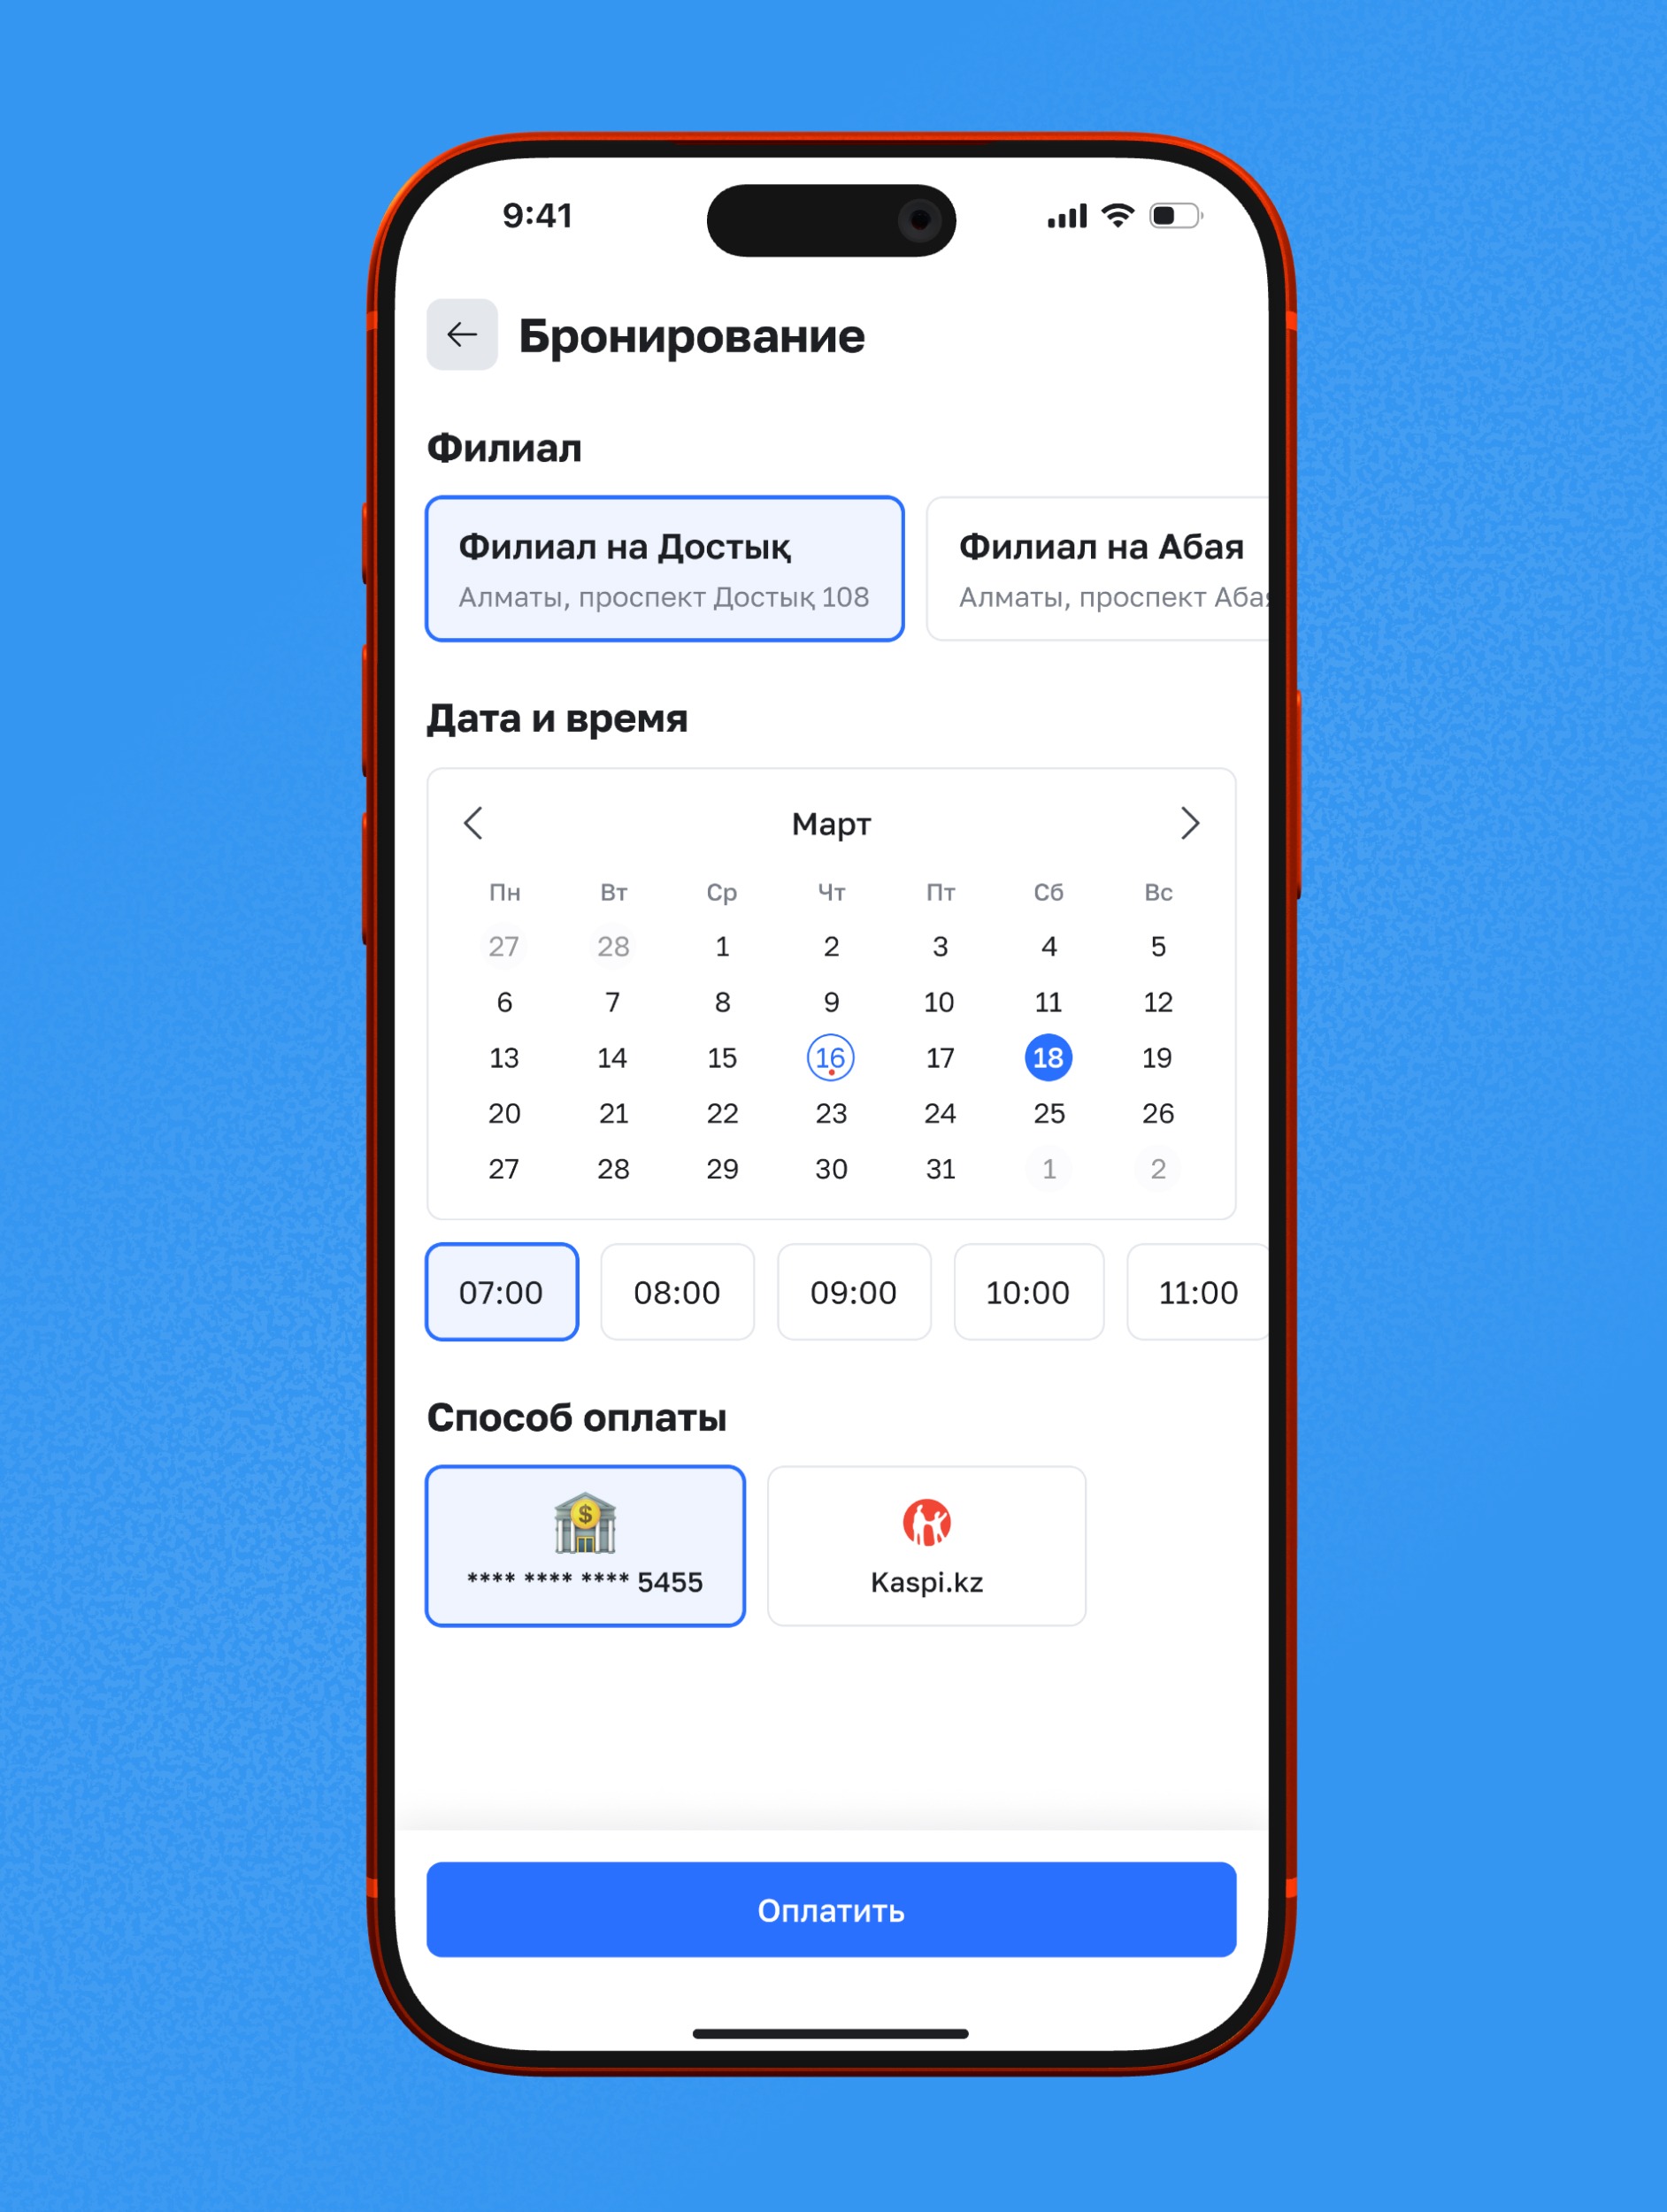 9:41
Бронирование
Филиал
Филиал на Достық
Алматы, проспект Достық 108
Филиал на Абая
Алматы, проспект Абая
Дата и время
Март
Пн Вт Ср Чт Пт Сб Вс
27 28 1 2 3 4 5
6 7 8 9 10 11 12
13 14 15 16 17 18 19
20 21 22 23 24 25 26
27 28 29 30 31 1 2
07:00 08:00 09:00 10:00 11:00
Способ оплаты
**** **** **** 5455
Kaspi.kz
Оплатить